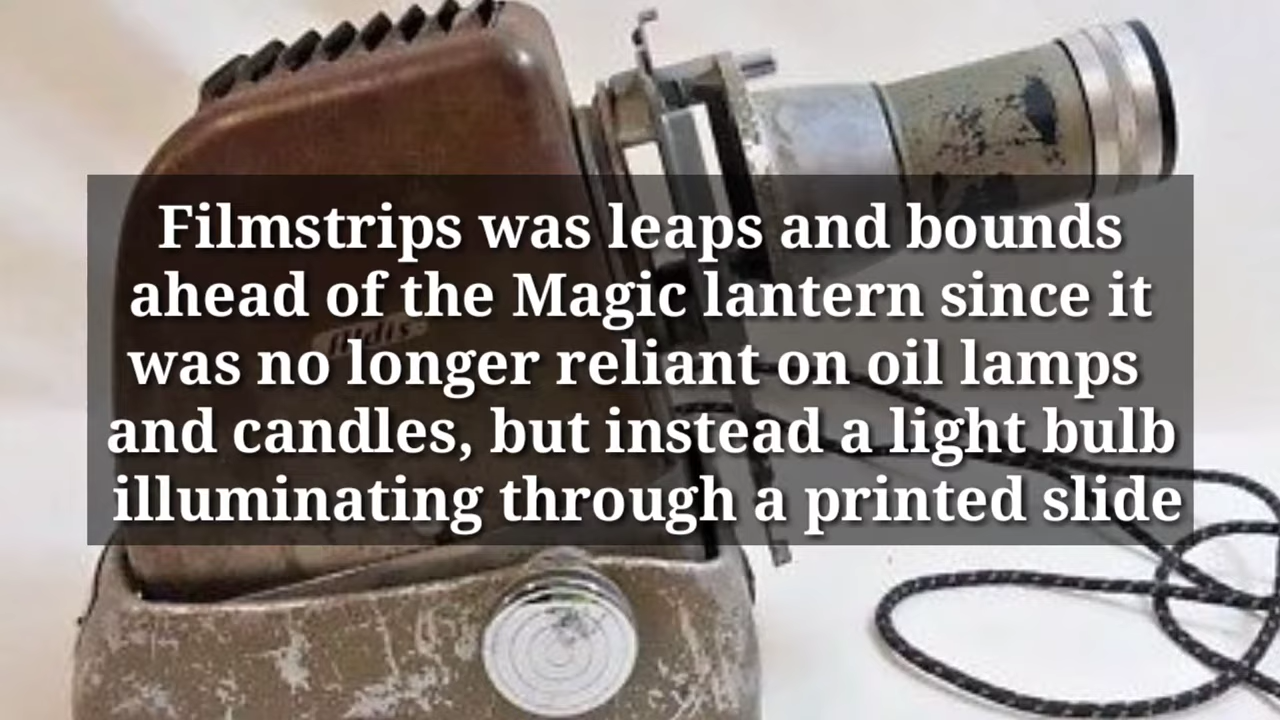 Filmstrips was leaps and bounds
ahead of the Magic lantern since it
was no longer reliant on oil lamps
and candles, but instead a light bulb
illuminating through a printed slide